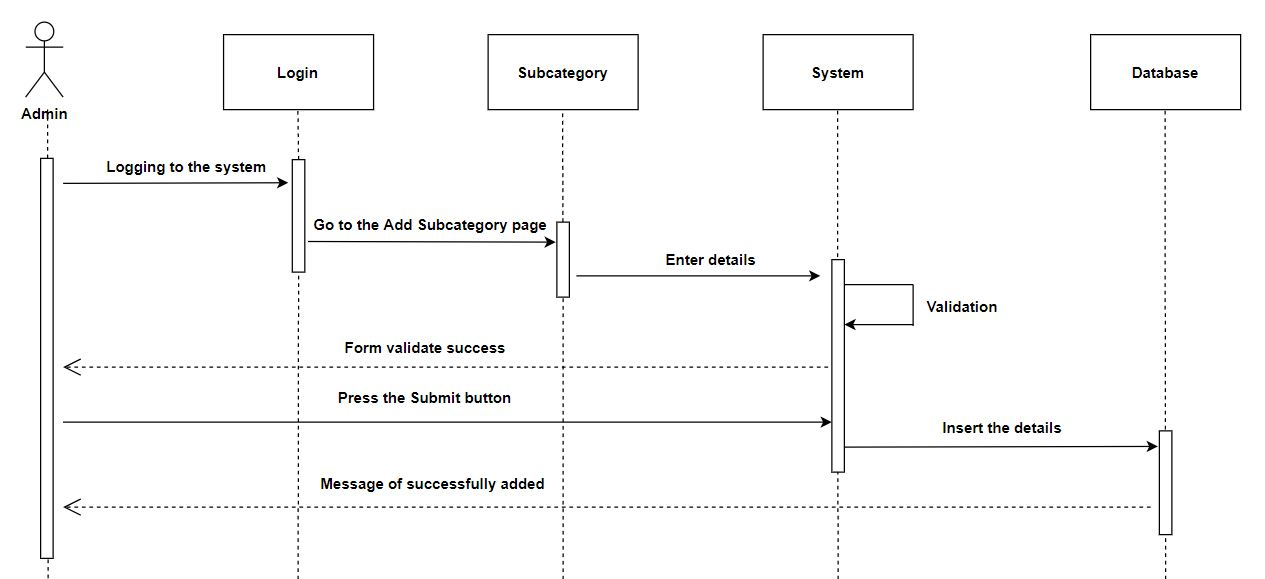 Admin
Login
Subcategory
System
Database
Logging to the system
Go to the Add Subcategory page
Enter details
Validation
Form validate success
Press the Submit button
Insert the details
Message of successfully added